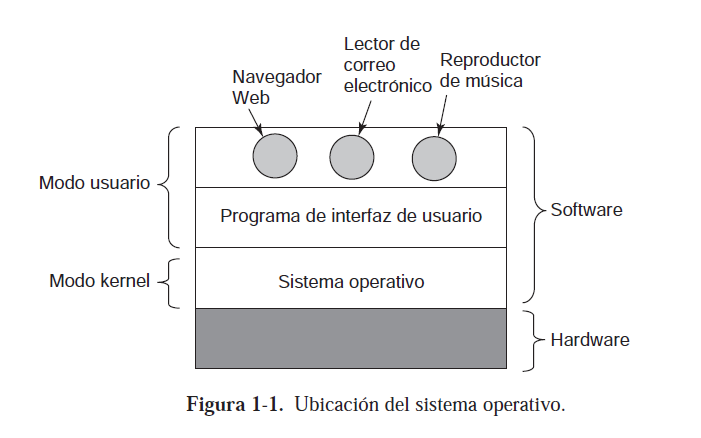 Navegador
Web
Lector de
correo
electrónico
Reproductor
de música
Modo usuario
Programa de interfaz de usuario
Software
Modo kernel
Sistema operativo
Hardware
Figura 1-1. Ubicación del sistema operativo.